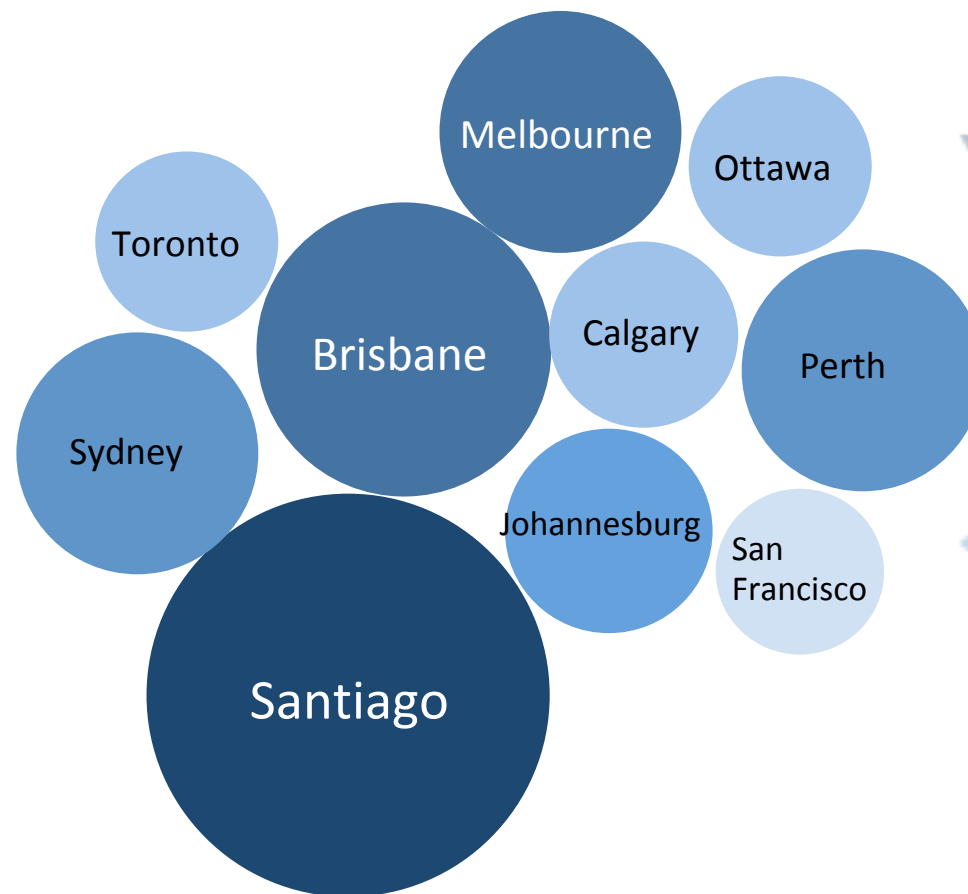 Melbourne
Ottawa
Toronto
Calgary
Brisbane
Perth
Sydney
Johannesburg
San
Francisco
Santiago